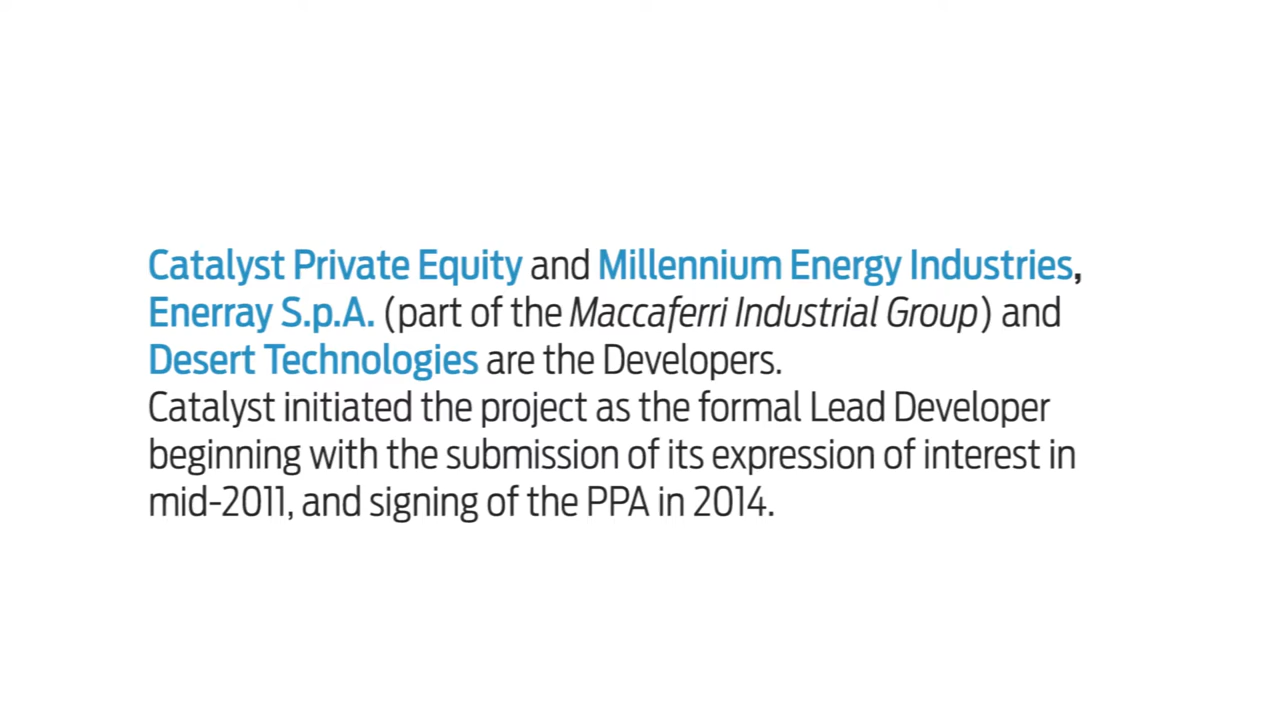 Catalyst Private Equity and Millennium Energy Industries,
Enerray S.p.A. (part of the Maccaferri Industrial Group) and
Desert Technologies are the Developers.
Catalyst initiated the project as the formal Lead Developer
beginning with the submission of its expression of interest in
mid-2011, and signing of the PPA in 2014.